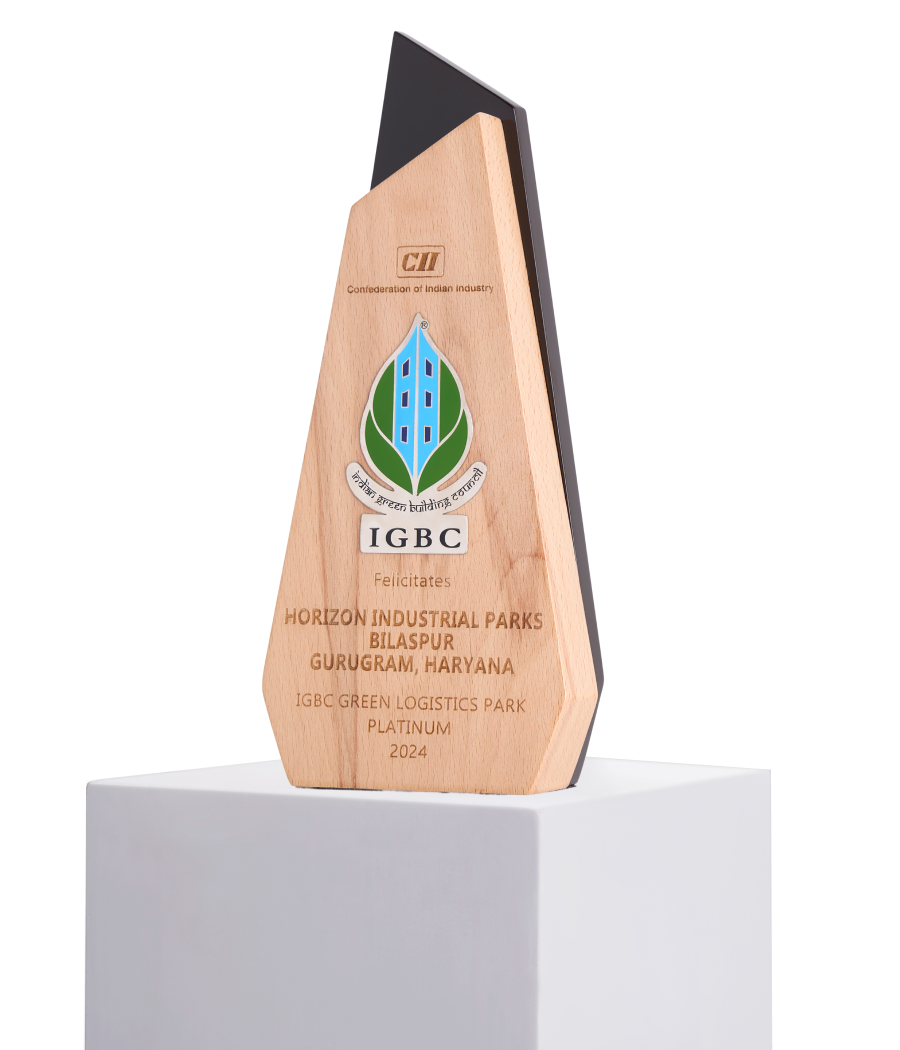 CII
Confederation of Indian Industry
®
indian green building council
IGBC
Felicitates
HORIZON INDUSTRIAL PARKS
BILASPUR
GURUGRAM, HARYANA
IGBC GREEN LOGISTICS PARK
PLATINUM
2024